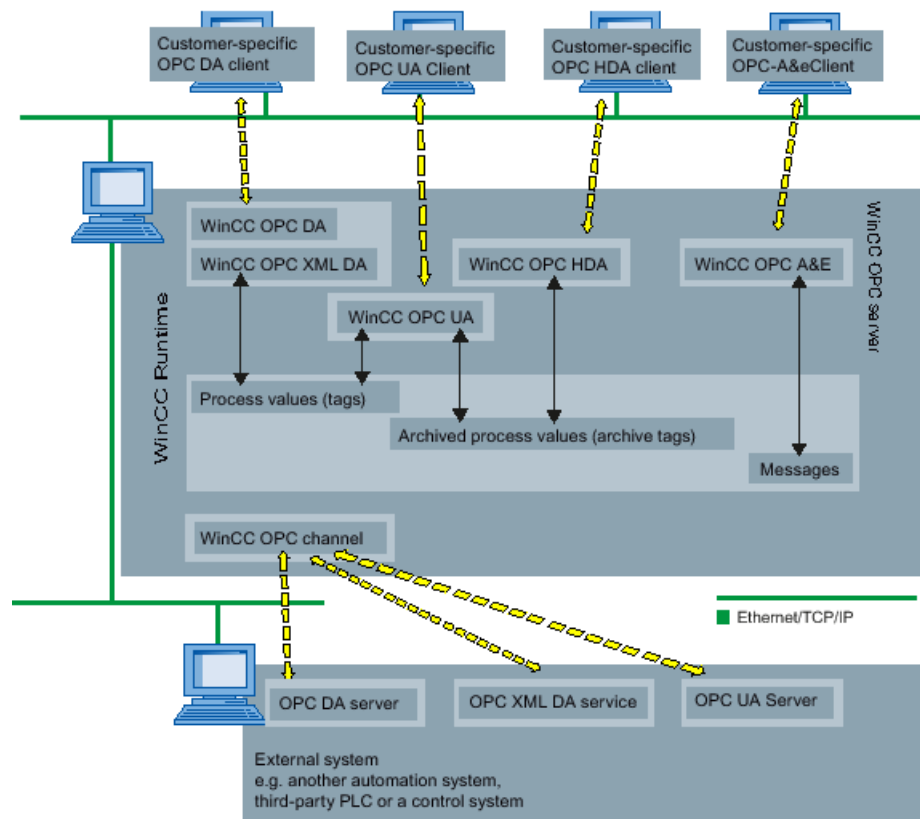 Customer-specific
OPC DA client
Customer-specific
OPC UA Client
Customer-specific
OPC HDA client
Customer-specific
OPC-A&eClient
WinCC OPC DA
WinCC OPC XML DA
WinCC OPC HDA
WinCC OPC A&E
WinCC OPC UA
WinCC OPC server
WinCC Runtime
Process values (tags)
Archived process values (archive tags)
Messages
WinCC OPC channel
Ethernet/TCP/IP
OPC DA server
OPC XML DA service
OPC UA Server
External system
e.g. another automation system,
third-party PLC or a control system